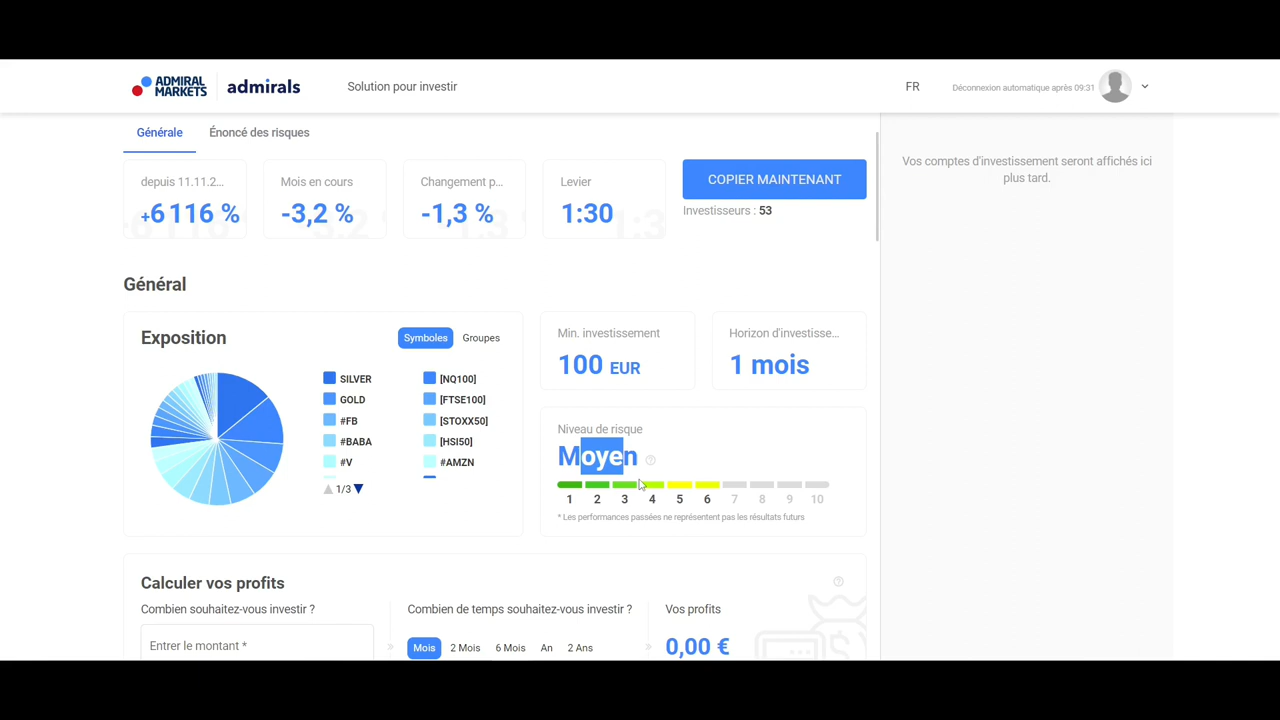 ADMIRAL
MARKETS
admirals
Solution pour investir
FR
Déconnexion automatique après 09:31
Générale
Énoncé des risques
depuis 11.11.2...
+6 116 %
Mois en cours
-3,2 %
Changement p...
-1,3 %
Levier
1:30
COPIER MAINTENANT
Investisseurs : 53
Vos comptes d'investissement seront affichés ici
plus tard.
Général
Exposition
Symboles
Groupes
SILVER
GOLD
#FB
#BABA
#V
[NQ100]
[FTSE100]
[STOXX50]
[HSI50]
#AMZN
1/3
Min. investissement
100 EUR
Horizon d'investisse...
1 mois
Niveau de risque
Moyen
1 2 3 4 5 6 7 8 9 10
* Les performances passées ne représentent pas les résultats futurs
Calculer vos profits
Combien souhaitez-vous investir ?
Entrer le montant *
Combien de temps souhaitez-vous investir ?
Mois
2 Mois
6 Mois
An
2 Ans
Vos profits
0,00 €